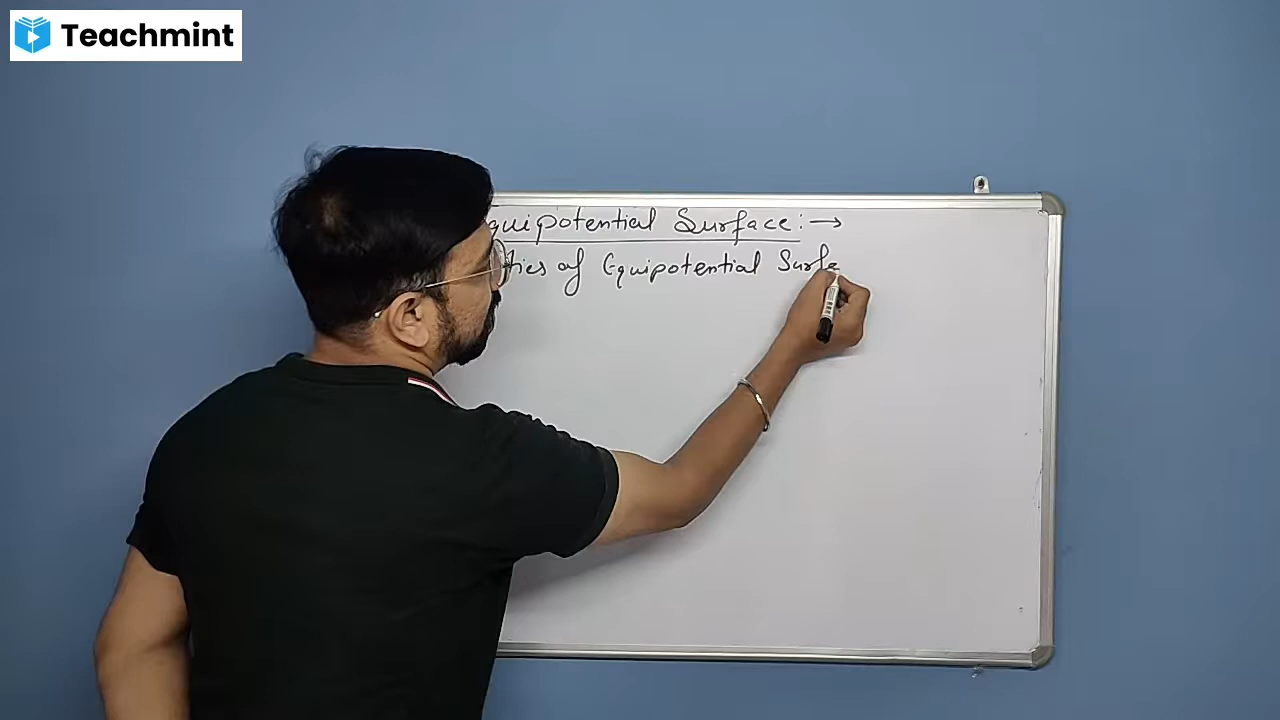 Teachmint
quipotential Surface:→
ties of Equipotential Surfa